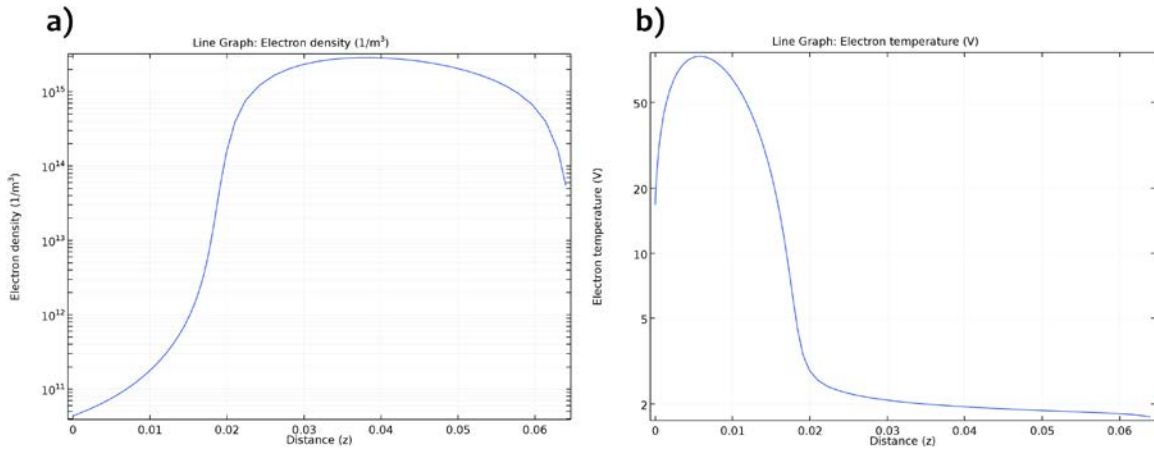 a)
Line Graph: Electron density (1/m³)
Electron density (1/m³)
10¹⁵
10¹⁴
10¹³
10¹²
10¹¹
0 0.01 0.02 0.03 0.04 0.05 0.06
Distance (z)
b)
Line Graph: Electron temperature (V)
Electron temperature (V)
50
20
10
5
2
0 0.01 0.02 0.03 0.04 0.05 0.06
Distance (z)